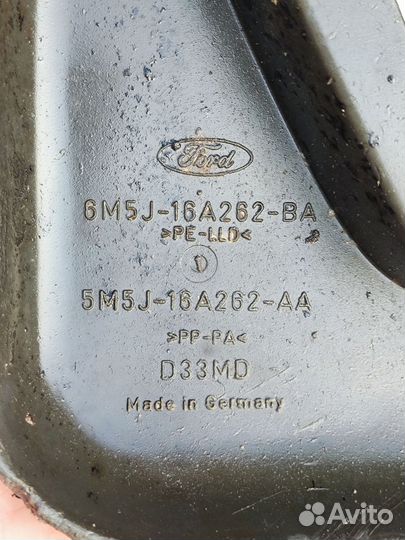 Ford
6M5J-16A262-BA
>PE-LLD<
D
5M5J-16A262-AA
>PP-PA<
D33MD
Made in Germany
Avito